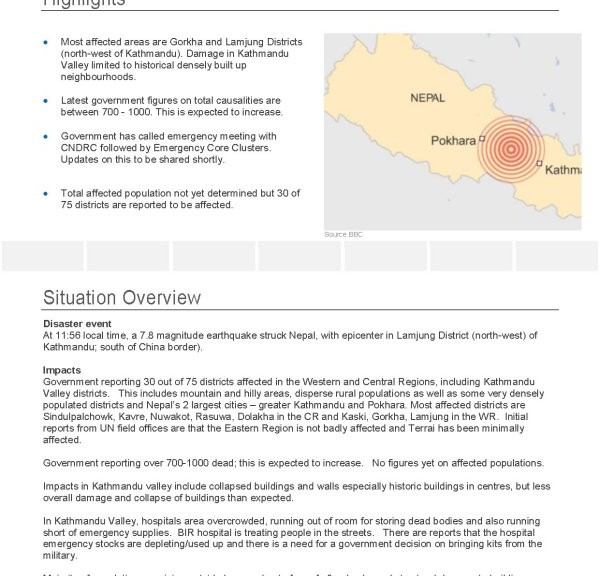 Highlights
Most affected areas are Gorkha and Lamjung Districts
(north-west of Kathmandu). Damage in Kathmandu
Valley limited to historical densely built up
neighbourhoods.
Latest government figures on total causalities are
between 700 - 1000. This is expected to increase.
Government has called emergency meeting with
CNDRC followed by Emergency Core Clusters.
Updates on this to be shared shortly.
Total affected population not yet determined but 30 of
75 districts are reported to be affected.
NEPAL
Pokhara
Kathm
Source BBC
Situation Overview
Disaster event
At 11:56 local time, a 7.8 magnitude earthquake struck Nepal, with epicenter in Lamjung District (north-west) of
Kathmandu; south of China border).
Impacts
Government reporting 30 out of 75 districts affected in the Western and Central Regions, including Kathmandu
Valley districts. This includes mountain and hilly areas, disperse rural populations as well as some very densely
populated districts and Nepal's 2 largest cities – greater Kathmandu and Pokhara. Most affected districts are
Sindulpalchowk, Kavre, Nuwakot, Rasuwa, Dolakha in the CR and Kaski, Gorkha, Lamjung in the WR. Initial
reports from UN field offices are that the Eastern Region is not badly affected and Terrai has been minimally
affected.
Government reporting over 700-1000 dead; this is expected to increase. No figures yet on affected populations.
Impacts in Kathmandu valley include collapsed buildings and walls especially historic buildings in centres, but less
overall damage and collapse of buildings than expected.
In Kathmandu Valley, hospitals area overcrowded, running out of room for storing dead bodies and also running
short of emergency supplies. BIR hospital is treating people in the streets. There are reports that the hospital
emergency stocks are depleting/used up and there is a need for a government decision on bringing kits from the
military.